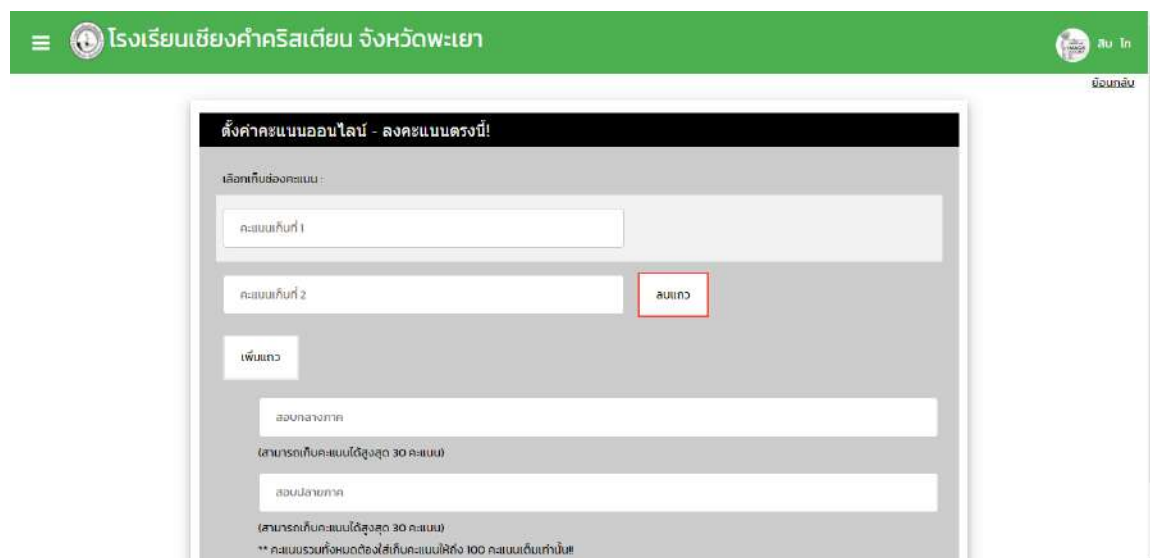 โรงเรียนเชียงคำคริสเตียน จังหวัดพะเยา
สิบ โท
ย้อนกลับ
ตั้งค่าคะแนนออนไลน์ - ลงคะแนนตรงนี้!
เลือกเก็บช่องคะแนน :
คะแนนเก็บที่ 1
คะแนนเก็บที่ 2
ลบแถว
เพิ่มแถว
สอบกลางภาค
(สามารถเก็บคะแนนได้สูงสุด 30 คะแนน)
สอบปลายภาค
(สามารถเก็บคะแนนได้สูงสุด 30 คะแนน)
** คะแนนรวมทั้งหมดต้องใส่เก็บคะแนนให้ถึง 100 คะแนนเต็มเท่านั้น!!